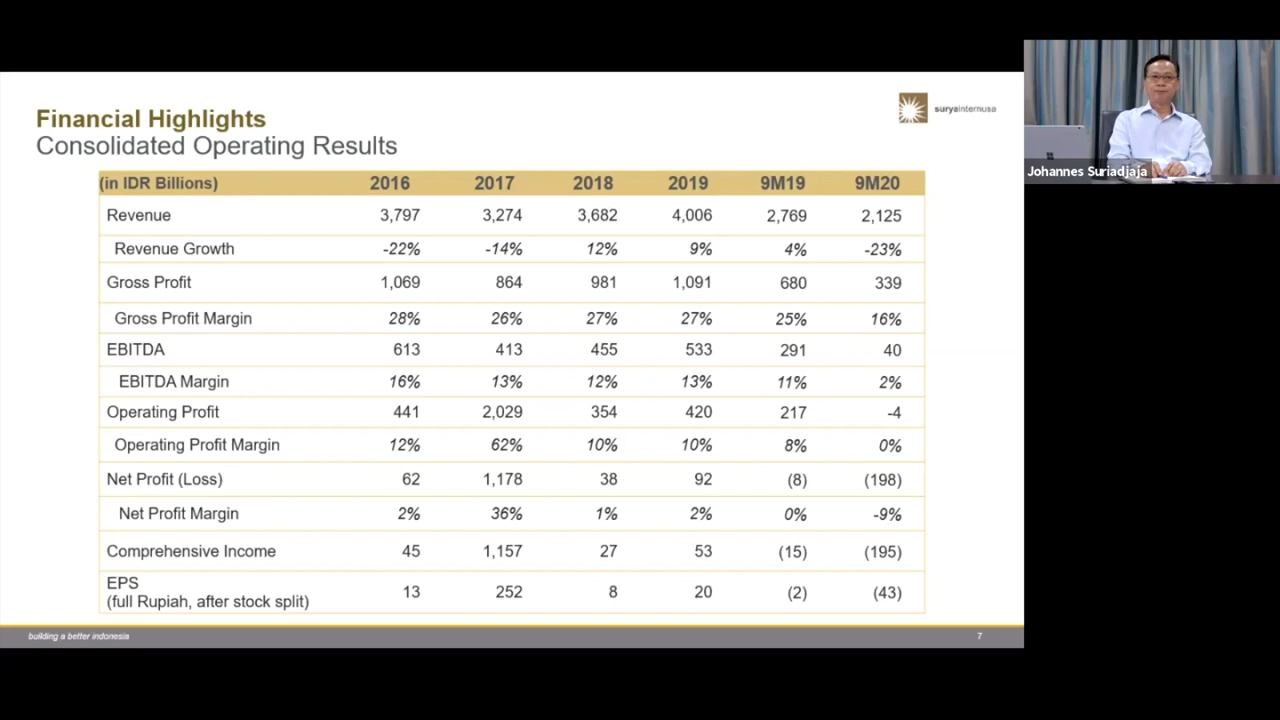 Financial Highlights
Consolidated Operating Results
suryainternusa
Johannes Suriadjaja
(in IDR Billions) 2016 2017 2018 2019 9M19 9M20
Revenue 3,797 3,274 3,682 4,006 2,769 2,125
Revenue Growth -22% -14% 12% 9% 4% -23%
Gross Profit 1,069 864 981 1,091 680 339
Gross Profit Margin 28% 26% 27% 27% 25% 16%
EBITDA 613 413 455 533 291 40
EBITDA Margin 16% 13% 12% 13% 11% 2%
Operating Profit 441 2,029 354 420 217 -4
Operating Profit Margin 12% 62% 10% 10% 8% 0%
Net Profit (Loss) 62 1,178 38 92 (8) (198)
Net Profit Margin 2% 36% 1% 2% 0% -9%
Comprehensive Income 45 1,157 27 53 (15) (195)
EPS
(full Rupiah, after stock split) 13 252 8 20 (2) (43)
building a better indonesia 7